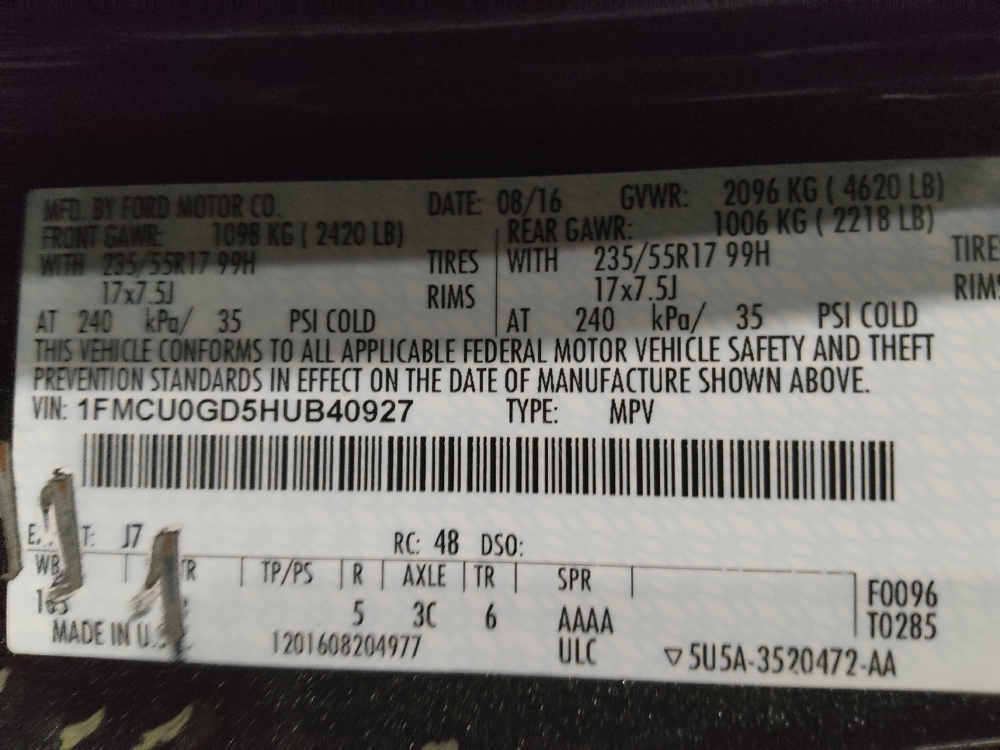 MFD. BY FORD MOTOR CO. DATE: 08/16 GVWR: 2096 KG ( 4620 LB)
FRONT GAWR: 1098 KG ( 2420 LB) REAR GAWR: 1006 KG ( 2218 LB)
WITH 235/55R17 99H TIRES WITH 235/55R17 99H TIRE
17x7.5J RIMS 17x7.5J RIMS
AT 240 kPa/ 35 PSI COLD AT 240 kPa/ 35 PSI COLD
THIS VEHICLE CONFORMS TO ALL APPLICABLE FEDERAL MOTOR VEHICLE SAFETY AND THEFT
PREVENTION STANDARDS IN EFFECT ON THE DATE OF MANUFACTURE SHOWN ABOVE.
VIN: 1FMCU0GD5HUB40927 TYPE: MPV
J7 RC: 48 DSO:
WB TP/PS R AXLE TR SPR
5 3C 6 AAAA
F0096
T0285
MADE IN U.S. 1201608204977 ULC ▽5U5A-3520472-AA